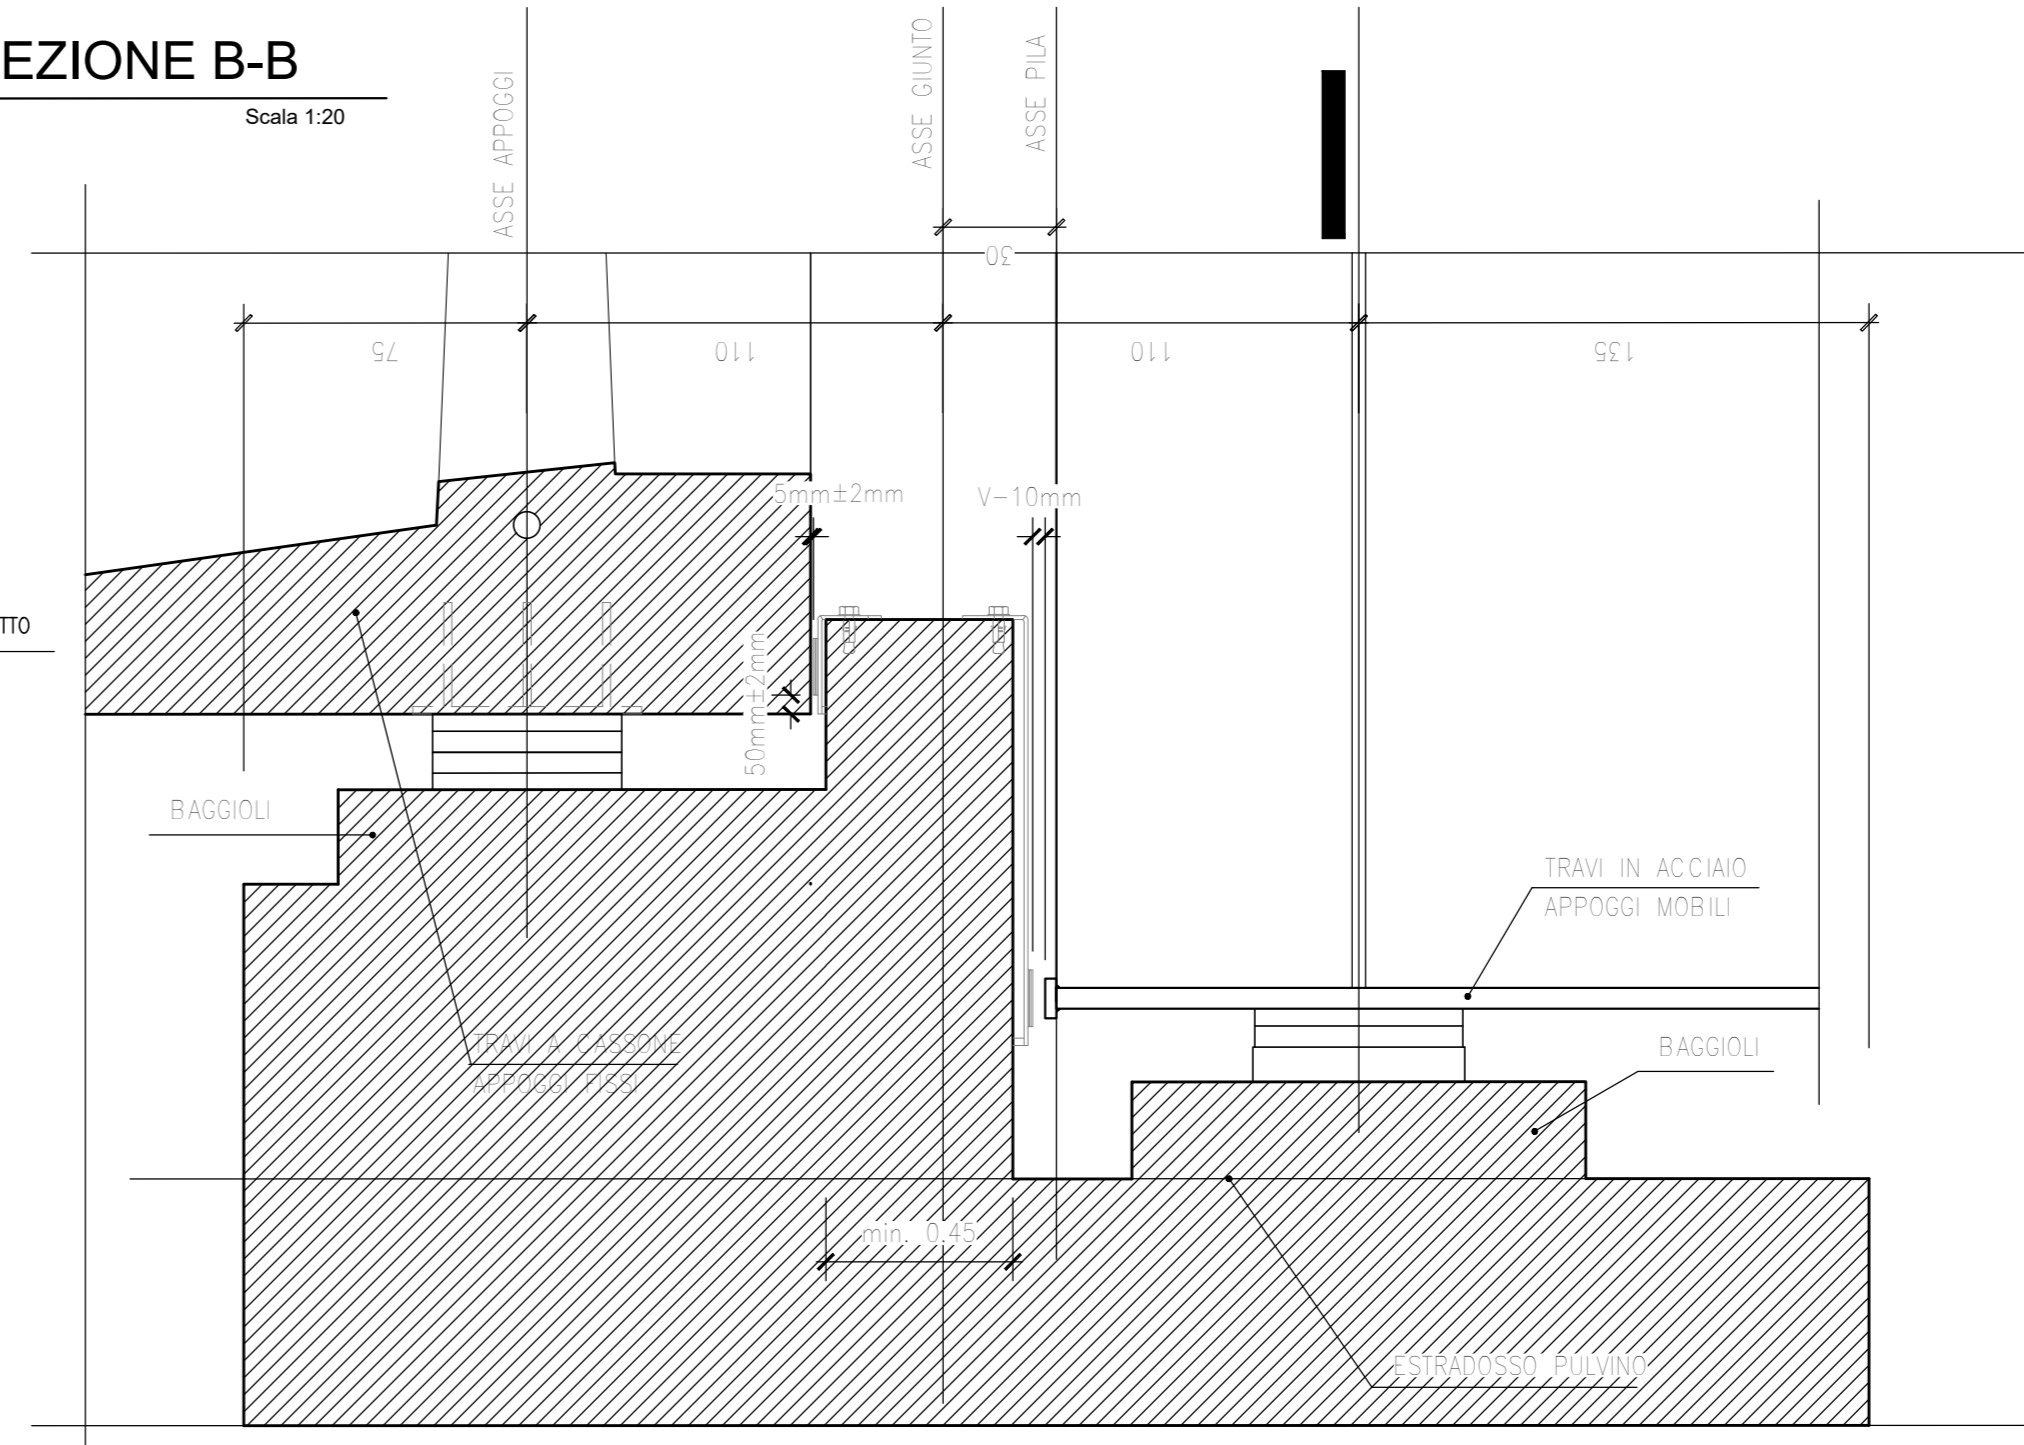 EZIONE B-B
Scala 1:20
ASSE APPOGGI
ASSE GIUNTO
ASSE PILA
30
75
110
110
135
5mm±2mm
V-10mm
TTO
50mm±2mm
BAGGIOLI
TRAVI IN ACCIAIO
APPOGGI MOBILI
TRAVI A CASSONE
APPOGGI FISSI
BAGGIOLI
min. 0.45
ESTRADOSSO PULVINO